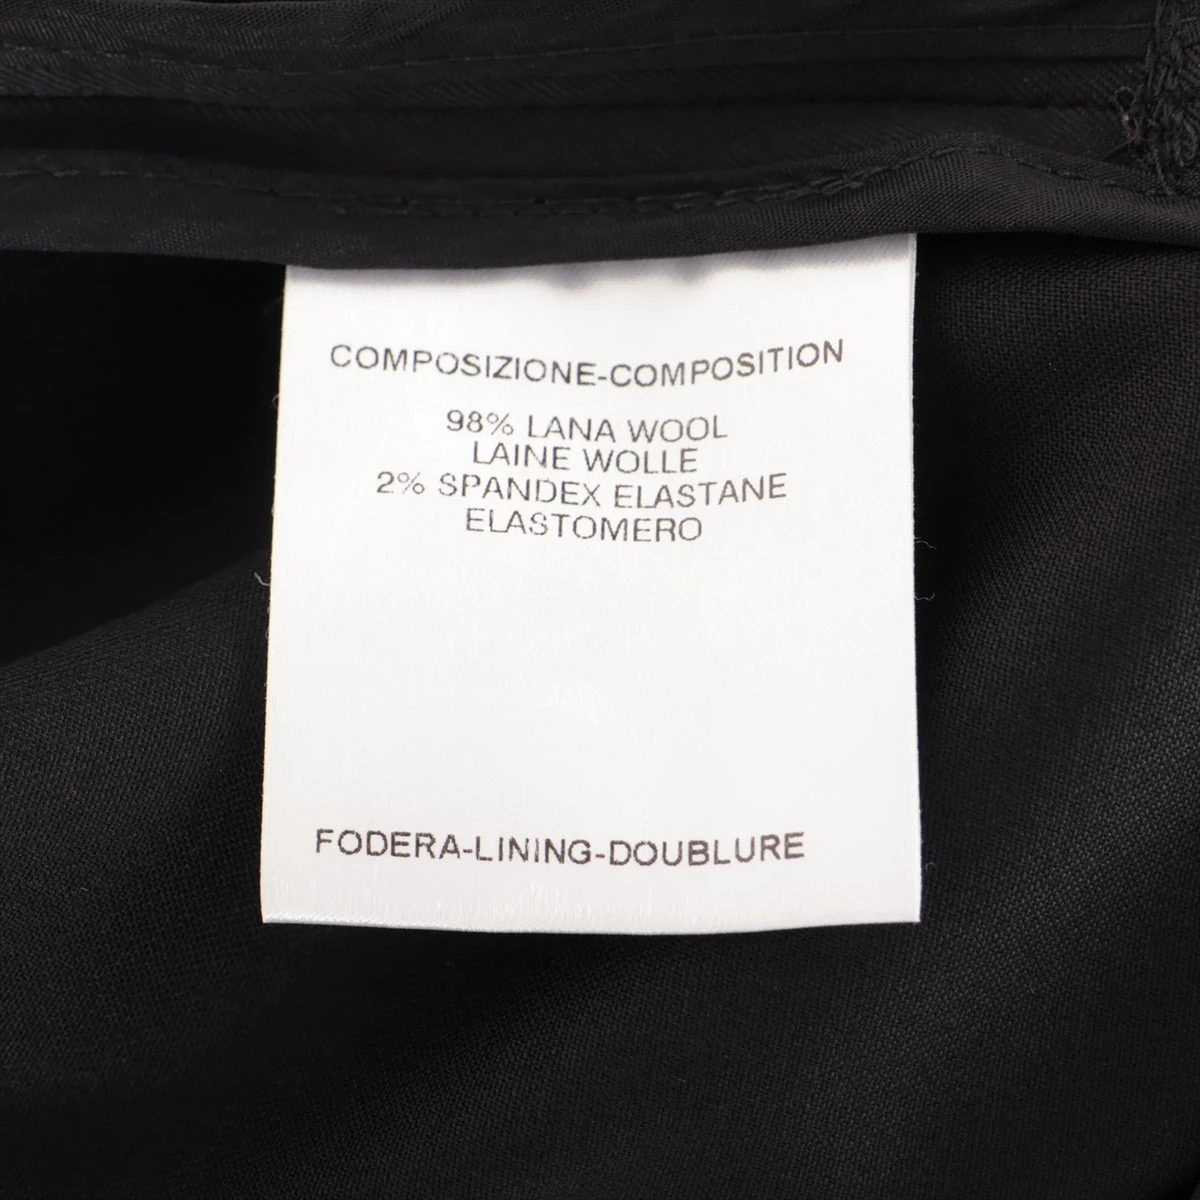 COMPOSIZIONE-COMPOSITION
98% LANA WOOL
LAINE WOLLE
2% SPANDEX ELASTANE
ELASTOMERO
FODERA-LINING-DOUBLURE